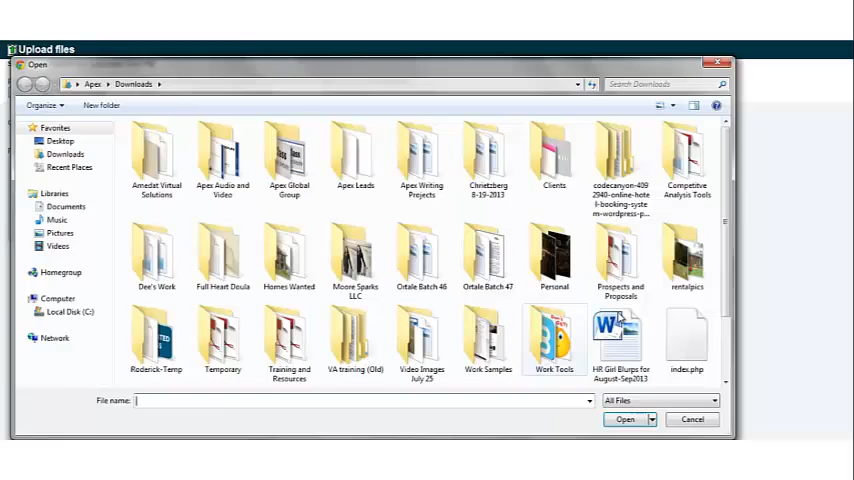 Upload files
Open
Apex
Downloads
Search Downloads
Organize
New folder
Favorites
Desktop
Downloads
Recent Places
Libraries
Documents
Music
Pictures
Videos
Homegroup
Computer
Local Disk (C:)
Network
Amedat Virtual
Solutions
Apex Audio and
Video
Apex Global
Group
Apex Leads
Apex Writing
Projects
Chrietzberg
8-19-2013
Clients
codecanyon-409
2940-online-hote
l-booking-syste
m-wordpress-p...
Competitive
Analysis Tools
Dee's Work
Full Heart Doula
Homes Wanted
Moore Sparks
LLC
Ortale Batch 46
Ortale Batch 47
Personal
Prospects and
Proposals
rentalpics
Roderick-Temp
Temporary
Training and
Resources
VA training (Old)
Video Images
July 25
Work Samples
Work Tools
HR Girl Blurps for
August-Sep2013
index.php
File name:
All Files
Open
Cancel